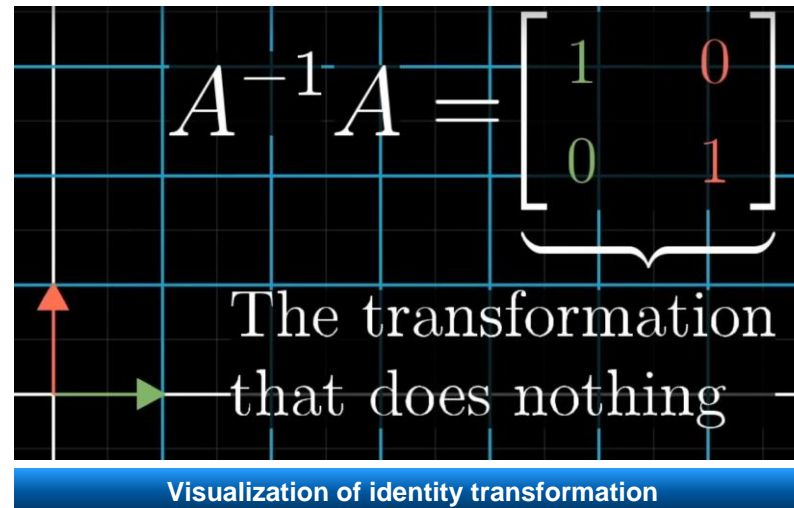 A⁻¹A = [1 0
0 1]
The transformation
that does nothing
Visualization of identity transformation